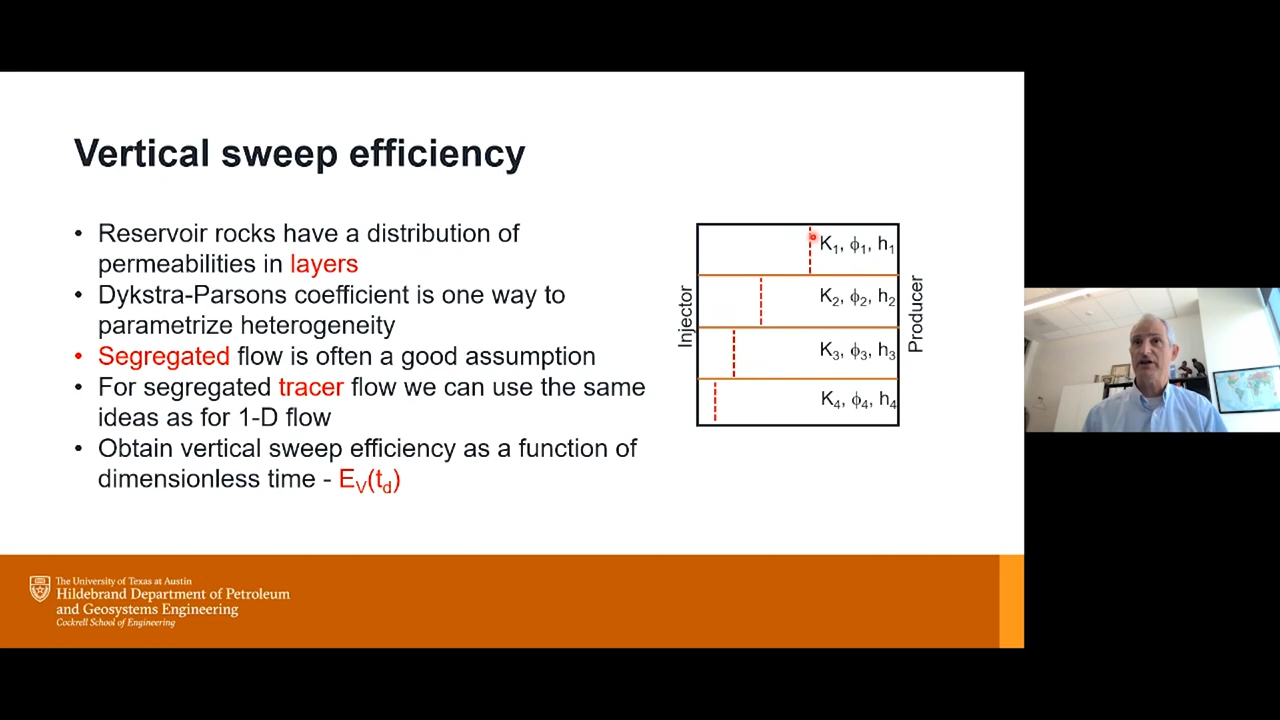 Vertical sweep efficiency
• Reservoir rocks have a distribution of
permeabilities in layers
• Dykstra-Parsons coefficient is one way to
parametrize heterogeneity
• Segregated flow is often a good assumption
• For segregated tracer flow we can use the same
ideas as for 1-D flow
• Obtain vertical sweep efficiency as a function of
dimensionless time - E_V(t_d)
Injector
K₁, ϕ₁, h₁
K₂, ϕ₂, h₂
K₃, ϕ₃, h₃
K₄, ϕ₄, h₄
Producer
The University of Texas at Austin
Hildebrand Department of Petroleum
and Geosystems Engineering
Cockrell School of Engineering